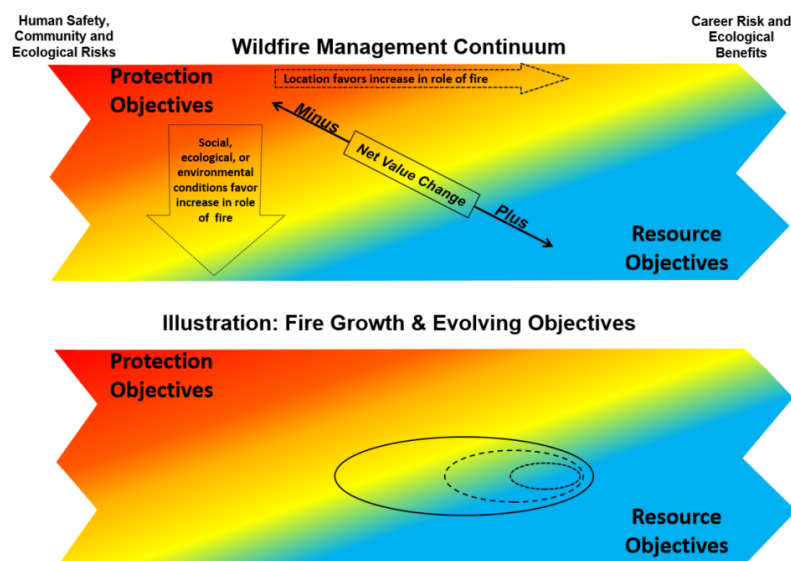 Human Safety,
Community and
Ecological Risks
Career Risk and
Ecological
Benefits
Wildfire Management Continuum
Protection
Objectives
Location favors increase in role of fire
Social,
ecological, or
environmental
conditions favor
increase in role
of fire
Minus
Net Value Change
Plus
Resource
Objectives
Illustration: Fire Growth & Evolving Objectives
Protection
Objectives
Resource
Objectives